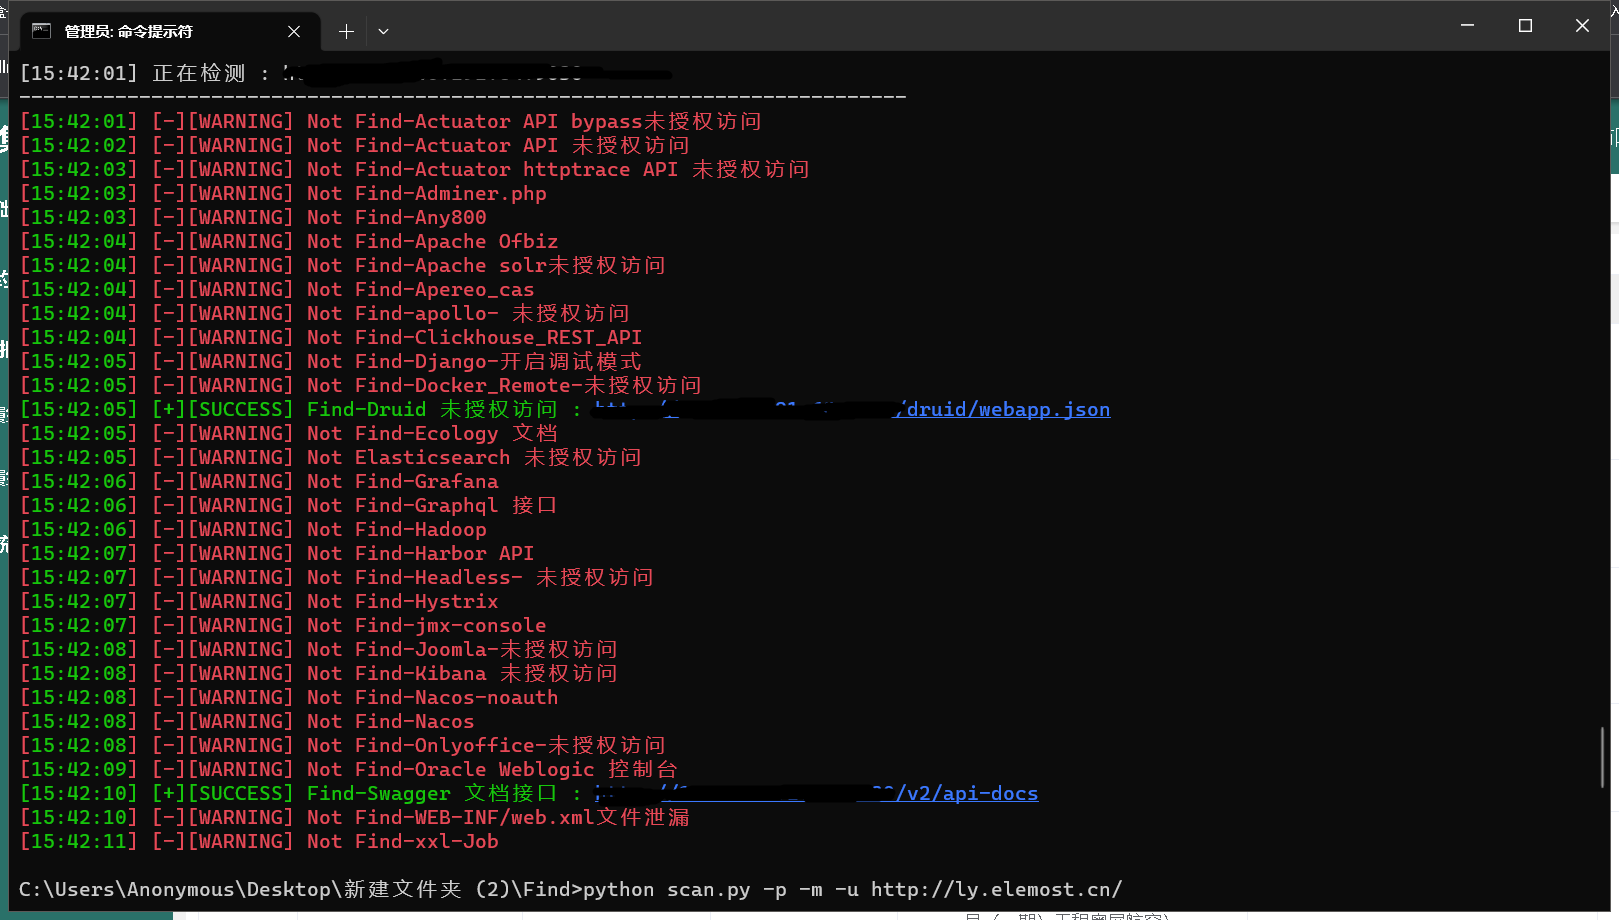 管理员: 命令提示符
[15:42:01] 正在检测 :
--------------------------------------------------------------------------
[15:42:01] [-][WARNING] Not Find-Actuator API bypass未授权访问
[15:42:02] [-][WARNING] Not Find-Actuator API 未授权访问
[15:42:03] [-][WARNING] Not Find-Actuator httptrace API 未授权访问
[15:42:03] [-][WARNING] Not Find-Adminer.php
[15:42:03] [-][WARNING] Not Find-Any800
[15:42:04] [-][WARNING] Not Find-Apache Ofbiz
[15:42:04] [-][WARNING] Not Find-Apache solr未授权访问
[15:42:04] [-][WARNING] Not Find-Apereo_cas
[15:42:04] [-][WARNING] Not Find-apollo- 未授权访问
[15:42:04] [-][WARNING] Not Find-Clickhouse_REST_API
[15:42:05] [-][WARNING] Not Find-Django-开启调试模式
[15:42:05] [-][WARNING] Not Find-Docker_Remote-未授权访问
[15:42:05] [+][SUCCESS] Find-Druid 未授权访问 : /druid/webapp.json
[15:42:05] [-][WARNING] Not Find-Ecology 文档
[15:42:05] [-][WARNING] Not Elasticsearch 未授权访问
[15:42:06] [-][WARNING] Not Find-Grafana
[15:42:06] [-][WARNING] Not Find-Graphql 接口
[15:42:06] [-][WARNING] Not Find-Hadoop
[15:42:07] [-][WARNING] Not Find-Harbor API
[15:42:07] [-][WARNING] Not Find-Headless- 未授权访问
[15:42:07] [-][WARNING] Not Find-Hystrix
[15:42:07] [-][WARNING] Not Find-jmx-console
[15:42:08] [-][WARNING] Not Find-Joomla-未授权访问
[15:42:08] [-][WARNING] Not Find-Kibana 未授权访问
[15:42:08] [-][WARNING] Not Find-Nacos-noauth
[15:42:08] [-][WARNING] Not Find-Nacos
[15:42:08] [-][WARNING] Not Find-Onlyoffice-未授权访问
[15:42:09] [-][WARNING] Not Find-Oracle Weblogic 控制台
[15:42:10] [+][SUCCESS] Find-Swagger 文档接口 : /v2/api-docs
[15:42:10] [-][WARNING] Not Find-WEB-INF/web.xml文件泄漏
[15:42:11] [-][WARNING] Not Find-xxl-Job
C:\Users\Anonymous\Desktop\新建文件夹 (2)\Find>python scan.py -p -m -u http://ly.elemost.cn/